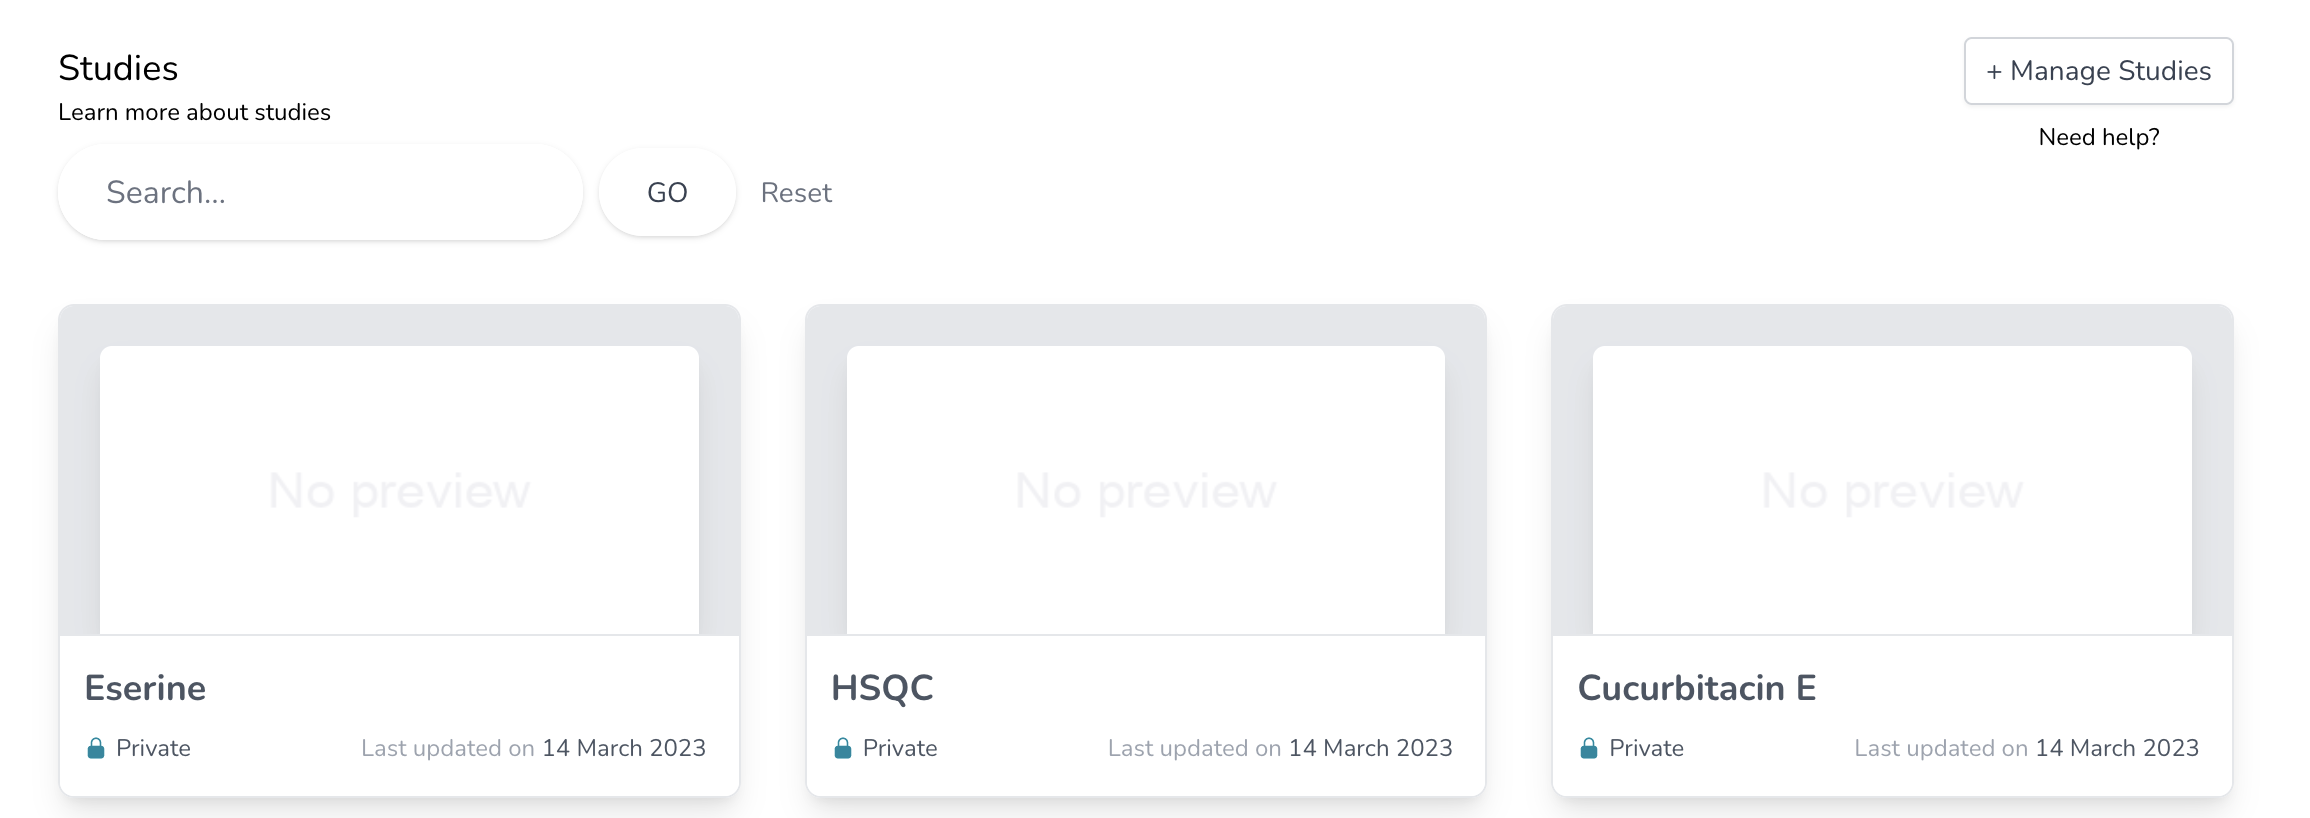 Studies
+ Manage Studies
Learn more about studies
Need help?
Search...
GO
Reset
No preview
No preview
No preview
Eserine
Private
Last updated on 14 March 2023
HSQC
Private
Last updated on 14 March 2023
Cucurbitacin E
Private
Last updated on 14 March 2023